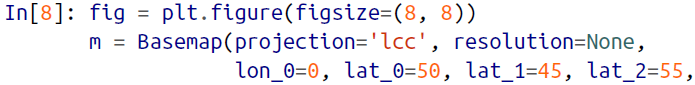 In[8]: fig = plt.figure(figsize=(8, 8))
m = Basemap(projection='lcc', resolution=None,
lon_0=0, lat_0=50, lat_1=45, lat_2=55,